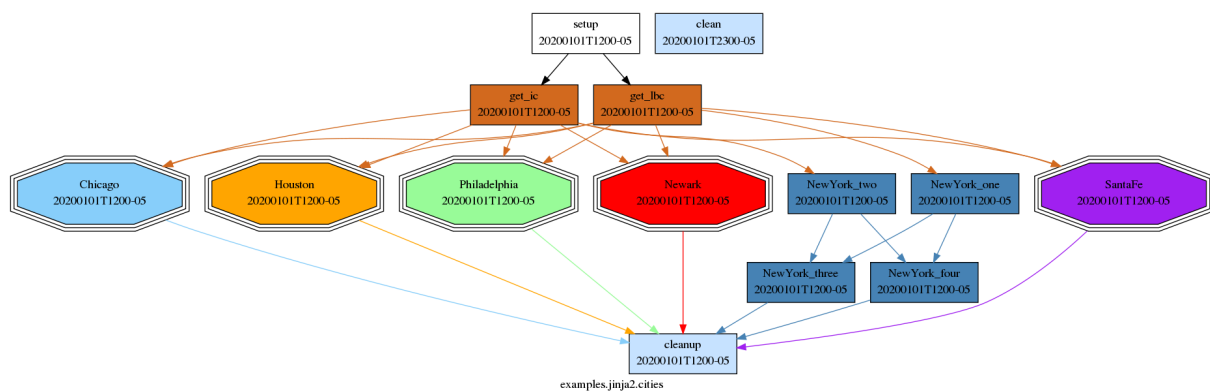 setup
20200101T1200-05
clean
20200101T2300-05
get_ic
20200101T1200-05
get_lbc
20200101T1200-05
Chicago
20200101T1200-05
Houston
20200101T1200-05
Philadelphia
20200101T1200-05
Newark
20200101T1200-05
NewYork_two
20200101T1200-05
NewYork_one
20200101T1200-05
SantaFe
20200101T1200-05
NewYork_three
20200101T1200-05
NewYork_four
20200101T1200-05
cleanup
20200101T1200-05
examples.jinja2.cities